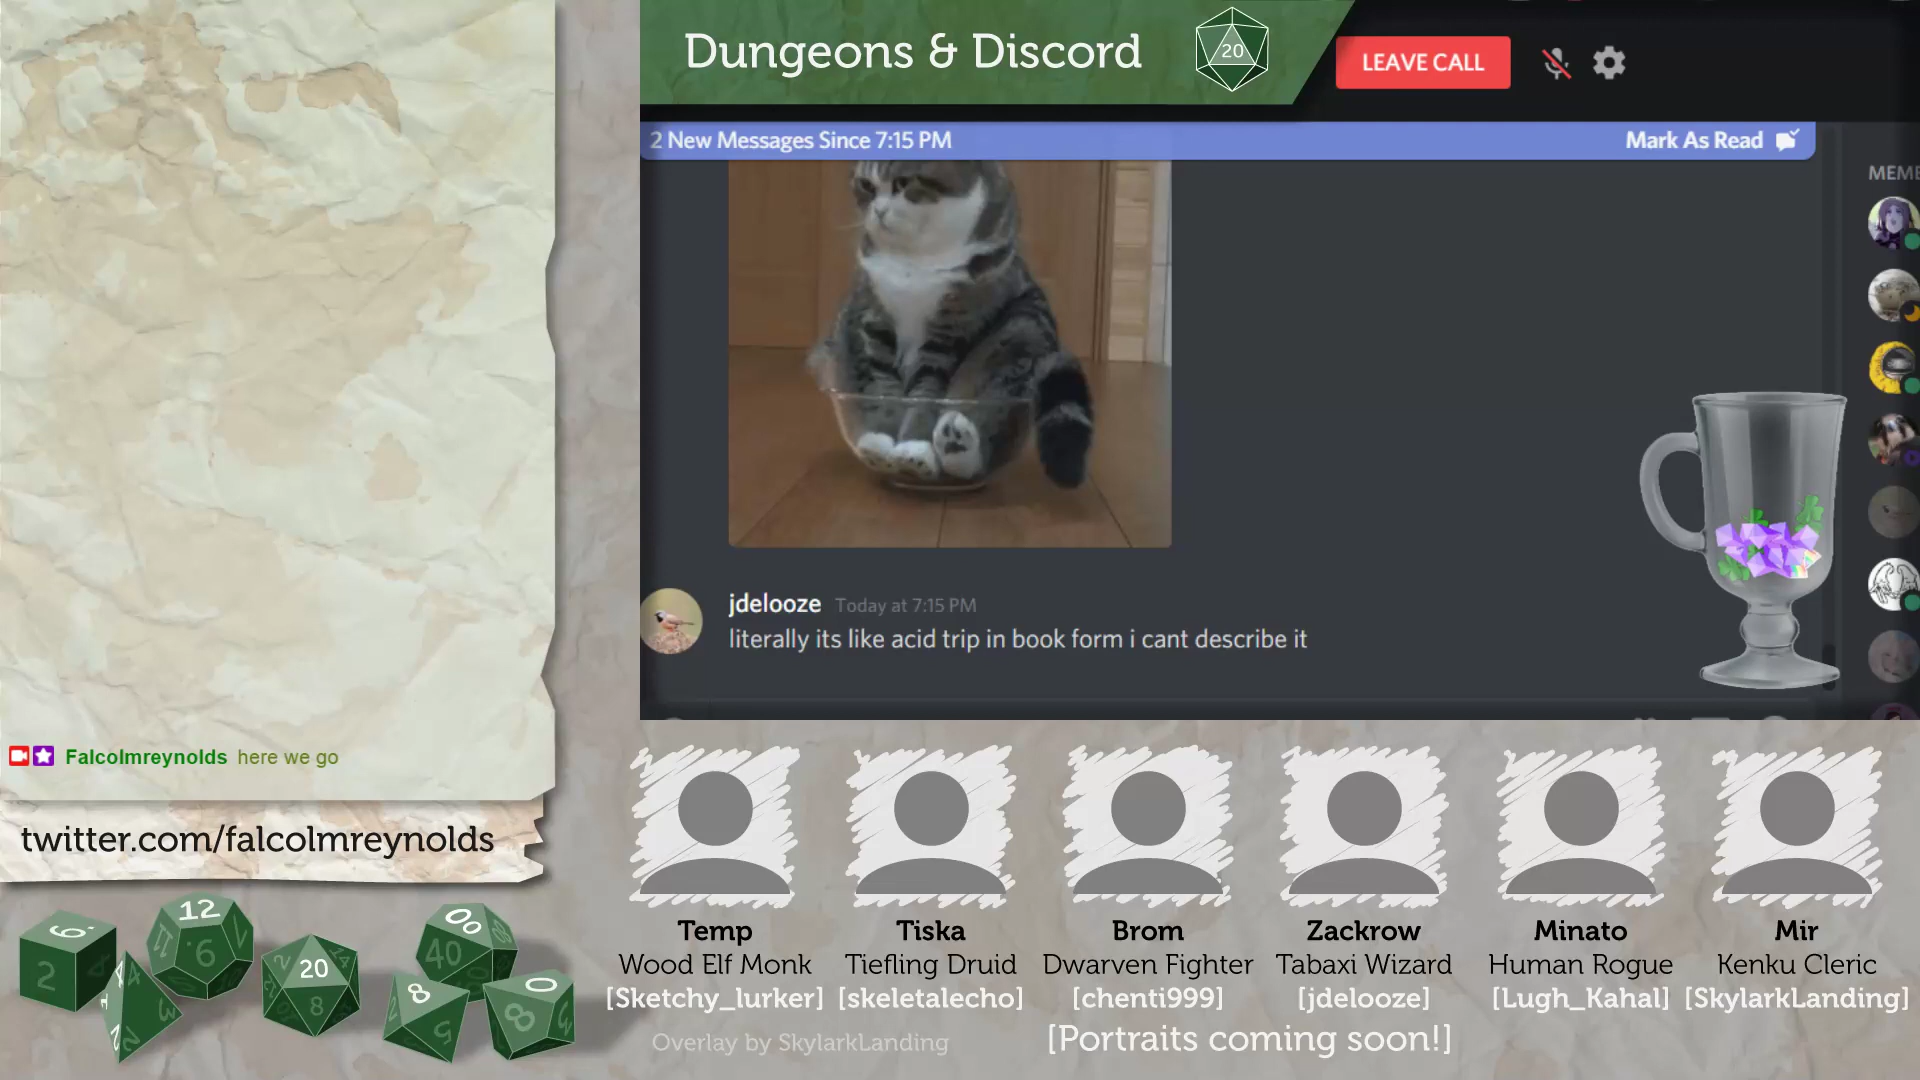 Dungeons & Discord
20
LEAVE CALL
2 New Messages Since 7:15 PM
Mark As Read
MEME
jdelooze Today at 7:15 PM
literally its like acid trip in book form i cant describe it
Falcolmreynolds here we go
twitter.com/falcolmreynolds
12
6
9.
2
4
20
8
00
40
8
5
0
8
Temp
Wood Elf Monk
[Sketchy_lurker]
Tiska
Tiefling Druid
[skeletalecho]
Brom
Dwarven Fighter
[chenti999]
Zackrow
Tabaxi Wizard
[jdelooze]
Minato
Human Rogue
[Lugh_Kahal]
Mir
Kenku Cleric
[SkylarkLanding]
Overlay by SkylarkLanding
[Portraits coming soon!]